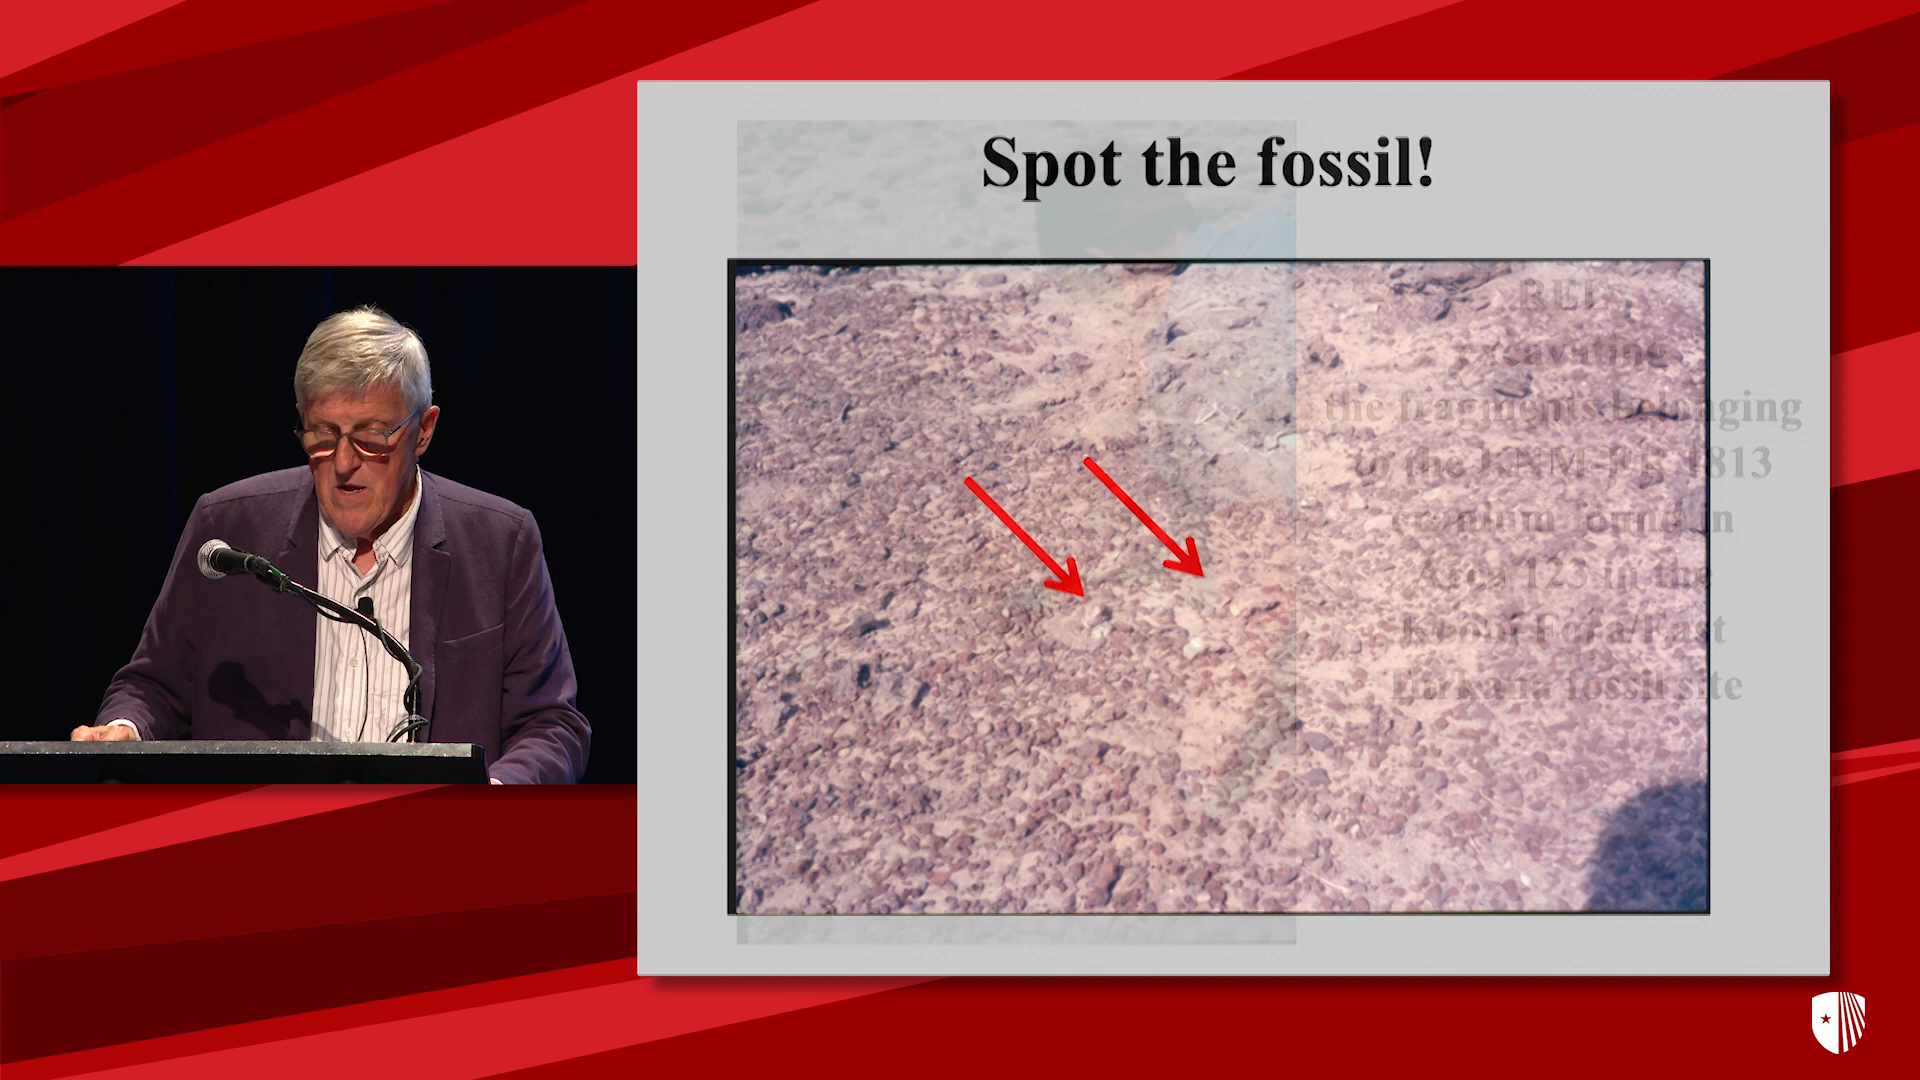 Spot the fossil!
REL
excavating
the fragments belonging
to the KNM-ER 1813
cranium found in
Area 123 in the
Koobi Fora/East
Turkana fossil site